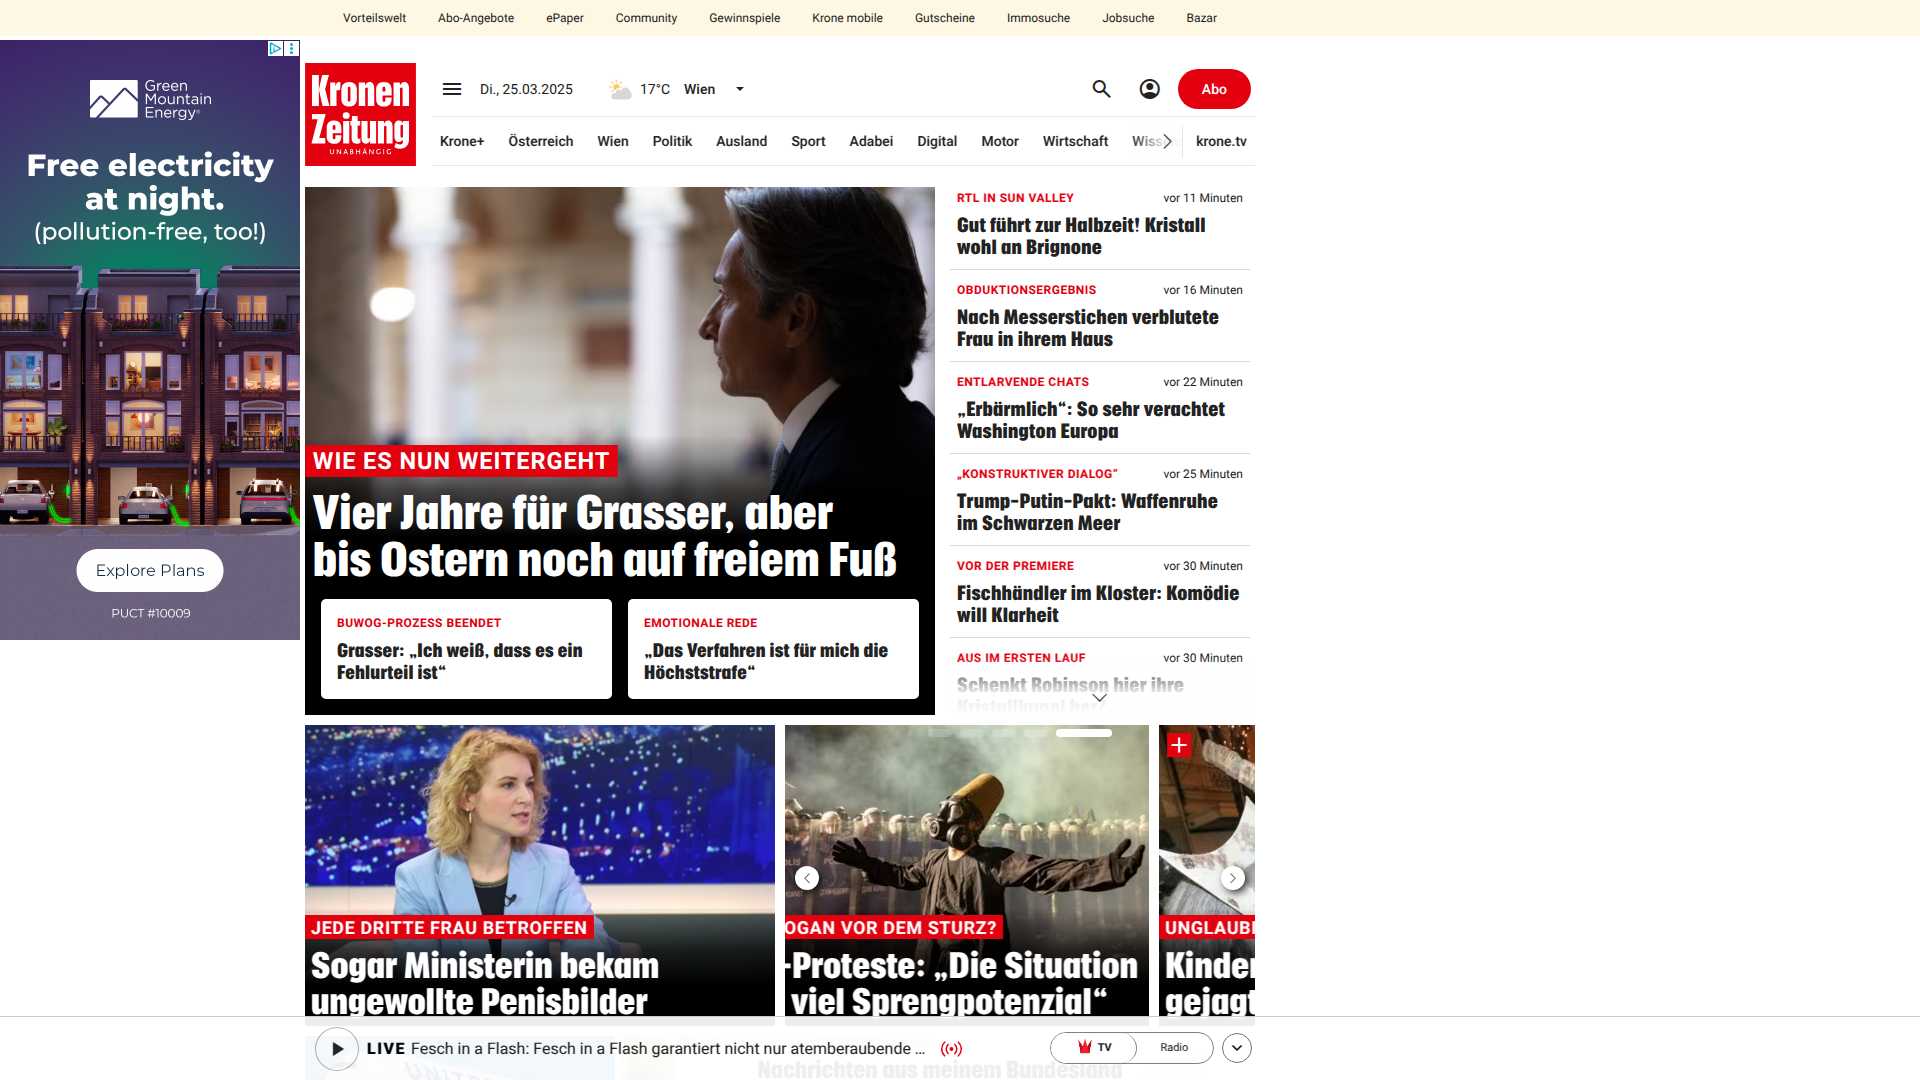 Vorteilswelt
Abo-Angebote
ePaper
Community
Gewinnspiele
Krone mobile
Gutscheine
Immosuche
Jobsuche
Bazar
Green
Mountain
Energy
Free electricity
at night.
(pollution-free, too!)
Explore Plans
PUCT #10009
Kronen
Zeitung
UNABHÄNGIG
Di., 25.03.2025
17°C
Wien
Abo
Krone+
Österreich
Wien
Politik
Ausland
Sport
Adabei
Digital
Motor
Wirtschaft
Wiss
krone.tv
WIE ES NUN WEITERGEHT
Vier Jahre für Grasser, aber
bis Ostern noch auf freiem Fuß
BUWOG-PROZESS BEENDET
Grasser: „Ich weiß, dass es ein
Fehlurteil ist“
EMOTIONALE REDE
„Das Verfahren ist für mich die
Höchststrafe“
RTL IN SUN VALLEY
vor 11 Minuten
Gut führt zur Halbzeit! Kristall
wohl an Brignone
OBDUKTIONSERGEBNIS
vor 16 Minuten
Nach Messerstichen verblutete
Frau in ihrem Haus
ENTLARVENDE CHATS
vor 22 Minuten
„Erbärmlich“: So sehr verachtet
Washington Europa
„KONSTRUKTIVER DIALOG“
vor 25 Minuten
Trump-Putin-Pakt: Waffenruhe
im Schwarzen Meer
VOR DER PREMIERE
vor 30 Minuten
Fischhändler im Kloster: Komödie
will Klarheit
AUS IM ERSTEN LAUF
vor 30 Minuten
Schenkt Robinson hier ihre
Kristallkugel her?
JEDE DRITTE FRAU BETROFFEN
Sogar Ministerin bekam
ungewollte Penisbilder
OGAN VOR DEM STURZ?
-Proteste: „Die Situation
viel Sprengpotenzial“
UNGLAUBI
Kinder
gejagt
LIVE Fesch in a Flash: Fesch in a Flash garantiert nicht nur atemberaubende ...
TV
Radio
Nachrichten aus meinem Bundesland